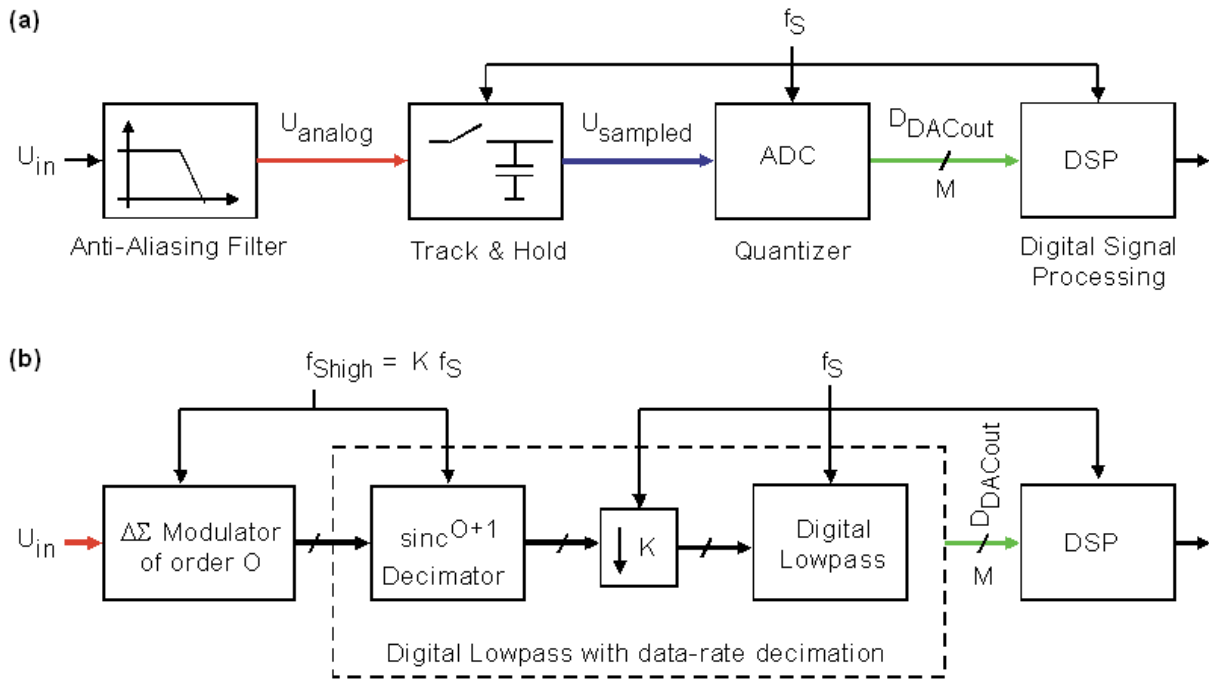 (a)
fS
Uin
Uanalog
Usampled
ADC
DDACout
M
DSP
Anti-Aliasing Filter
Track & Hold
Quantizer
Digital Signal
Processing
(b)
fShigh = K fS
fS
Uin
ΔΣ Modulator
of order O
sincO+1
Decimator
K
Digital
Lowpass
DDACout
M
DSP
Digital Lowpass with data-rate decimation